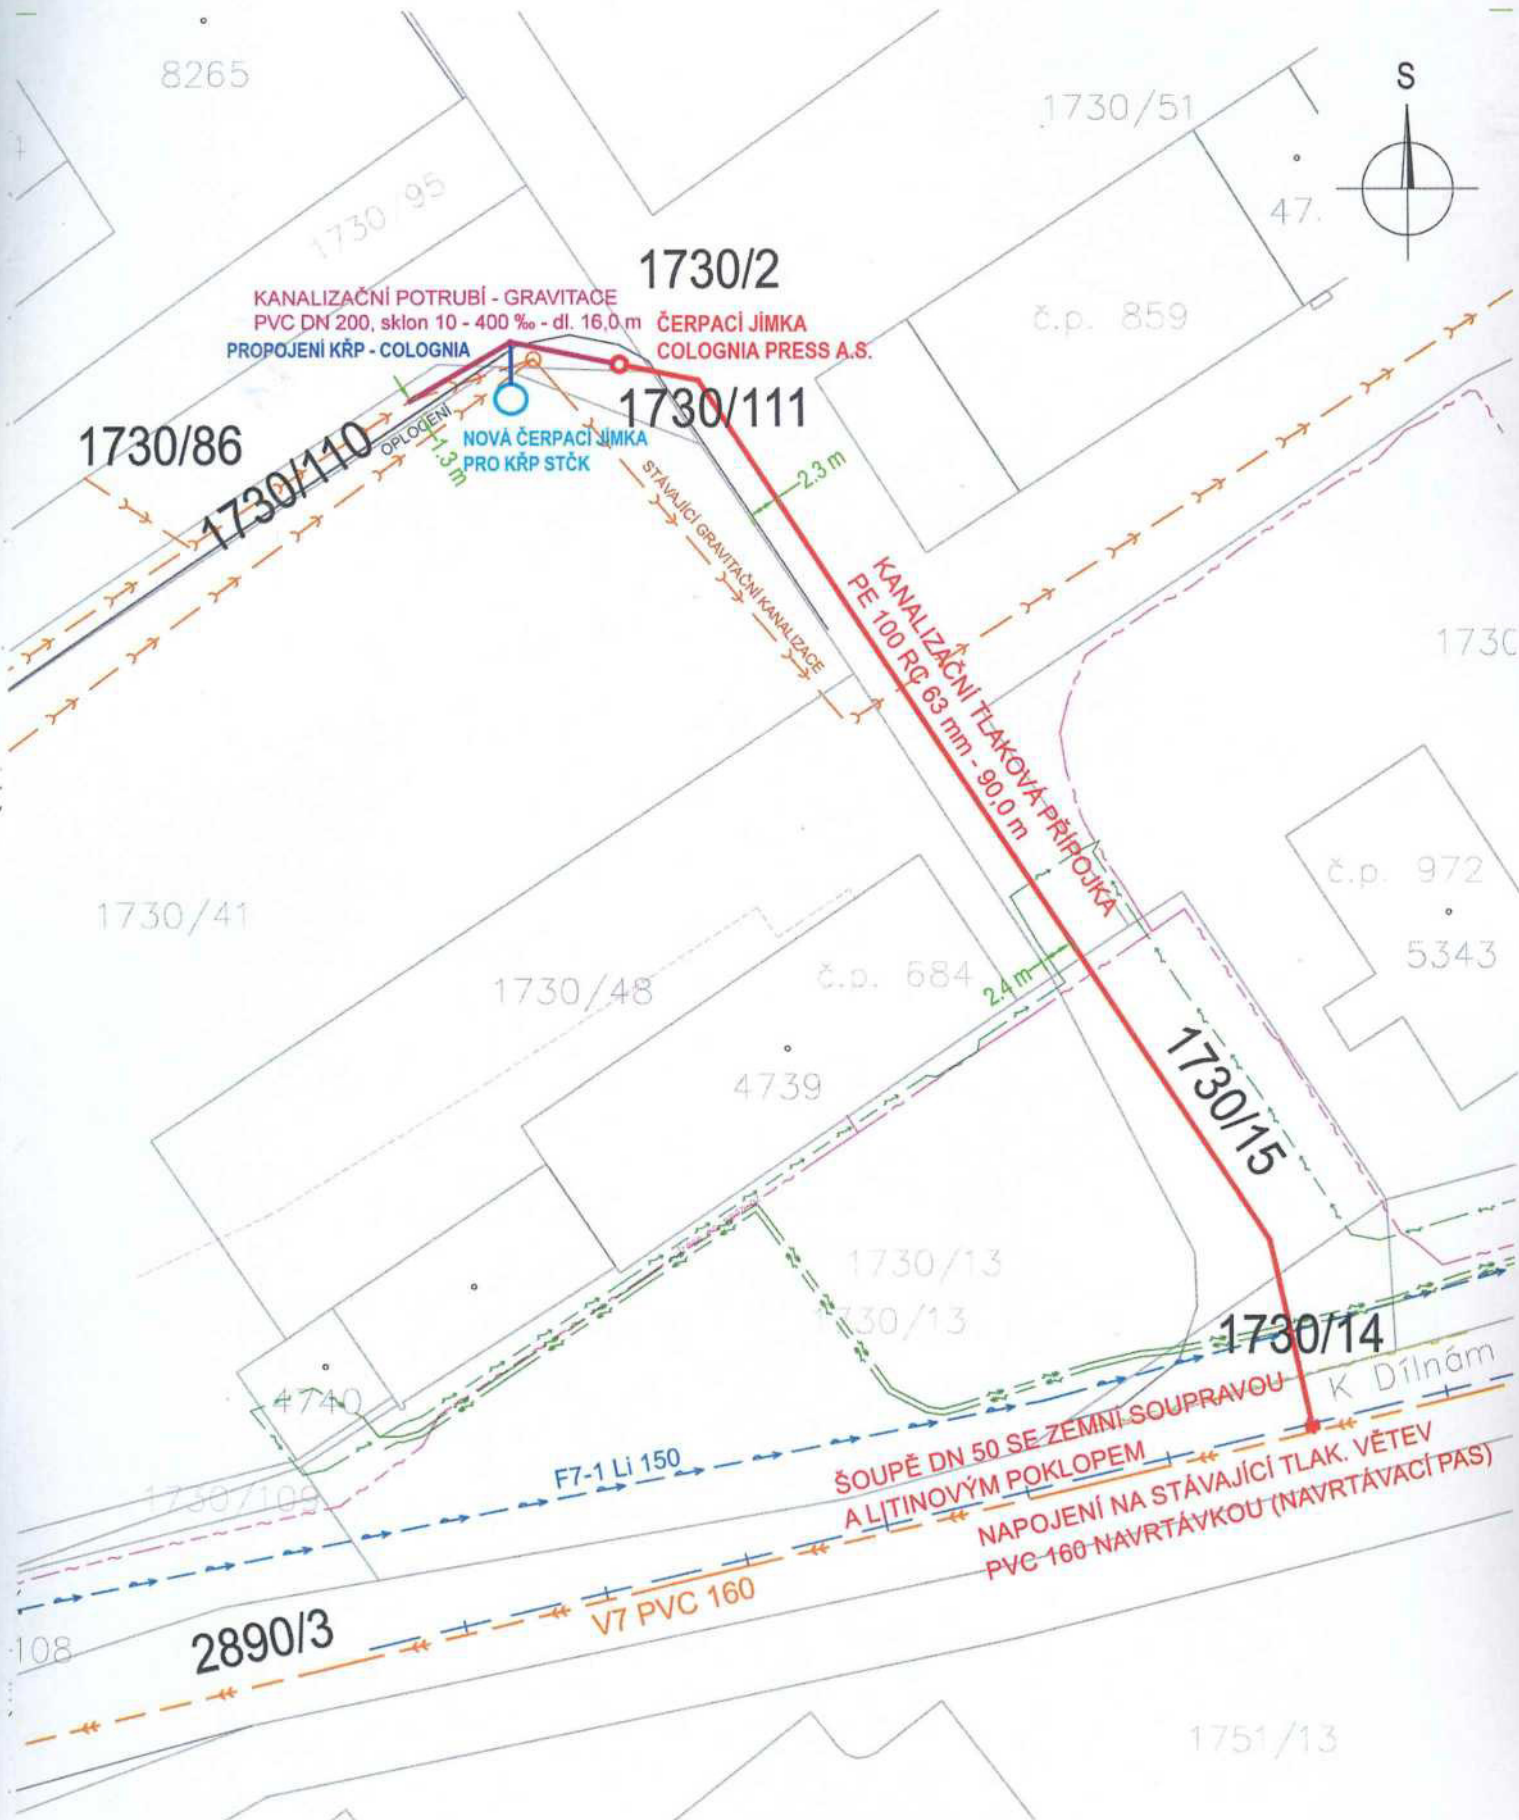 8265
S
1730/51
47.
1730/95
1730/2
č.p. 859
KANALIZAČNÍ POTRUBÍ - GRAVITACE
PVC DN 200, sklon 10 - 400 ‰ - dl. 16,0 m
ČERPACÍ JÍMKA
COLOGNIA PRESS A.S.
PROPOJENÍ KŘP - COLOGNIA
1730/111
1730/86
1730/110
OPLOCENÍ
1.3 m
NOVÁ ČERPACÍ JÍMKA
PRO KŘP STČK
2.3 m
STÁVAJÍCÍ GRAVITAČNÍ KANALIZACE
KANALIZAČNÍ TLAKOVÁ PŘÍPOJKA
PE 100 RC 63 mm - 90,0 m
1730
č.p. 972
5343
1730/41
1730/48
č.p. 684
2.4 m
4739
1730/15
1730/13
1730/13
1730/14
K Dílnám
4740
F7-1 Li 150
ŠOUPĚ DN 50 SE ZEMNÍ SOUPRAVOU
A LITINOVÝM POKLOPEM
NAPOJENÍ NA STÁVAJÍCÍ TLAK. VĚTEV
PVC 160 NAVRTÁVKOU (NAVRTÁVACÍ PAS)
1730/109
V7 PVC 160
2890/3
108
1751/13